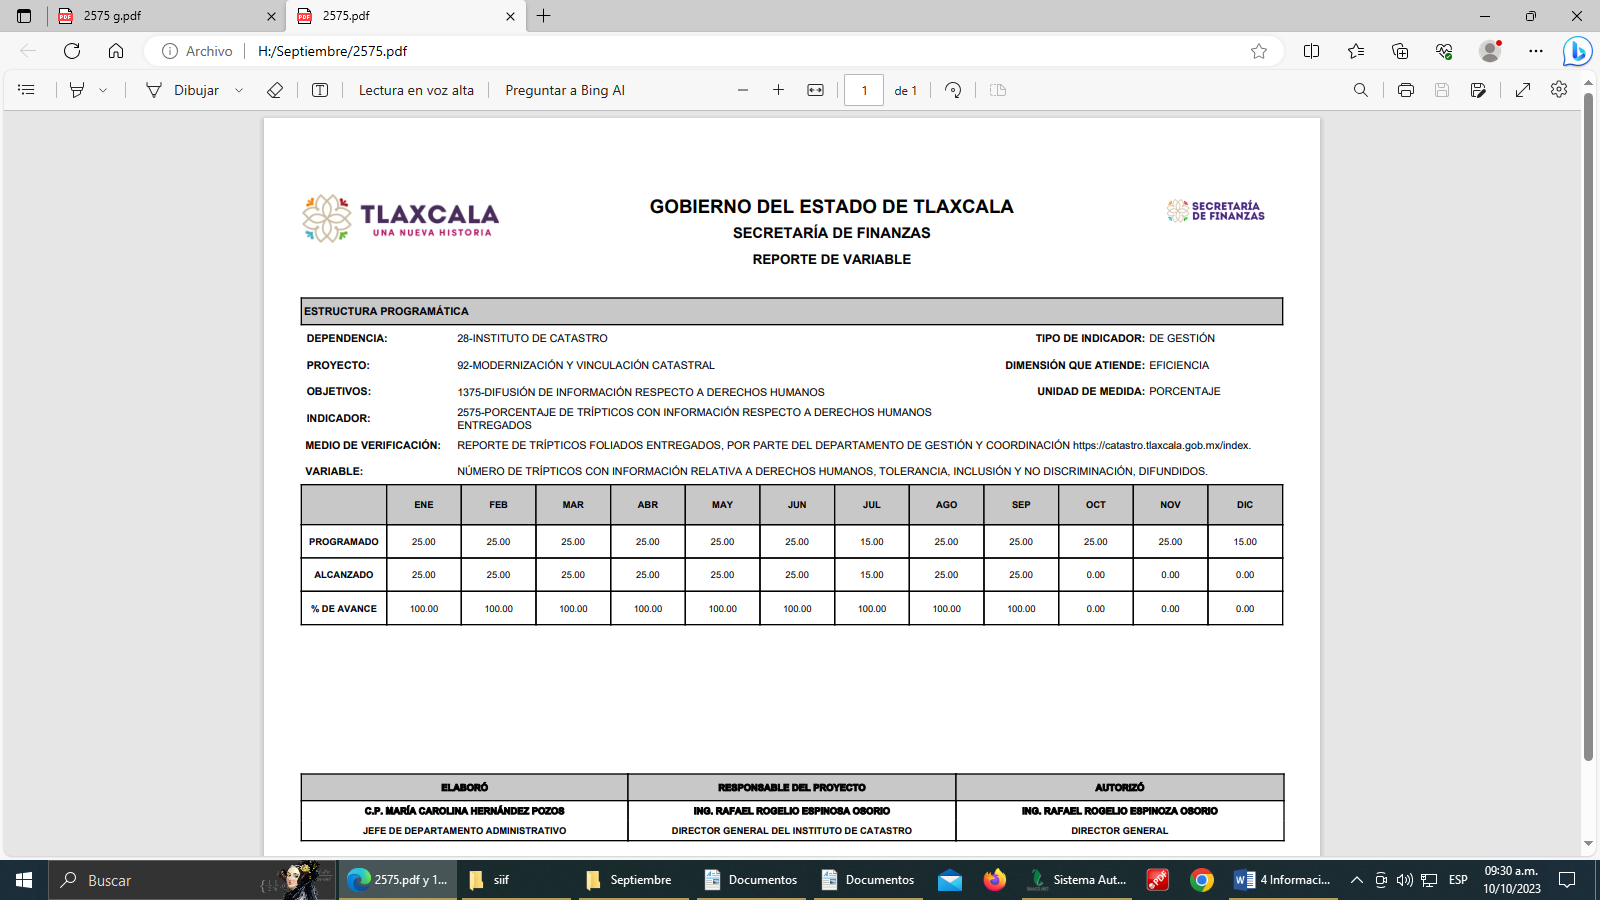 2575 g.pdf
2575.pdf
Archivo
H:/Septiembre/2575.pdf
Dibujar
Lectura en voz alta
Preguntar a Bing AI
1 de 1
TLAXCALA
UNA NUEVA HISTORIA
GOBIERNO DEL ESTADO DE TLAXCALA
SECRETARÍA DE FINANZAS
REPORTE DE VARIABLE
SECRETARÍA
DE FINANZAS
ESTRUCTURA PROGRAMÁTICA
DEPENDENCIA: 28-INSTITUTO DE CATASTRO TIPO DE INDICADOR: DE GESTIÓN
PROYECTO: 92-MODERNIZACIÓN Y VINCULACIÓN CATASTRAL DIMENSIÓN QUE ATIENDE: EFICIENCIA
OBJETIVOS: 1375-DIFUSIÓN DE INFORMACIÓN RESPECTO A DERECHOS HUMANOS UNIDAD DE MEDIDA: PORCENTAJE
INDICADOR: 2575-PORCENTAJE DE TRÍPTICOS CON INFORMACIÓN RESPECTO A DERECHOS HUMANOS
ENTREGADOS
MEDIO DE VERIFICACIÓN: REPORTE DE TRÍPTICOS FOLIADOS ENTREGADOS, POR PARTE DEL DEPARTAMENTO DE GESTIÓN Y COORDINACIÓN https://catastro.tlaxcala.gob.mx/index.
VARIABLE: NÚMERO DE TRÍPTICOS CON INFORMACIÓN RELATIVA A DERECHOS HUMANOS, TOLERANCIA, INCLUSIÓN Y NO DISCRIMINACIÓN, DIFUNDIDOS.
ENE FEB MAR ABR MAY JUN JUL AGO SEP OCT NOV DIC
PROGRAMADO 25.00 25.00 25.00 25.00 25.00 25.00 15.00 25.00 25.00 25.00 25.00 15.00
ALCANZADO 25.00 25.00 25.00 25.00 25.00 25.00 15.00 25.00 25.00 0.00 0.00 0.00
% DE AVANCE 100.00 100.00 100.00 100.00 100.00 100.00 100.00 100.00 100.00 0.00 0.00 0.00
ELABORÓ RESPONSABLE DEL PROYECTO AUTORIZÓ
C.P. MARÍA CAROLINA HERNÁNDEZ POZOS ING. RAFAEL ROGELIO ESPINOSA OSORIO ING. RAFAEL ROGELIO ESPINOZA OSORIO
JEFE DE DEPARTAMENTO ADMINISTRATIVO DIRECTOR GENERAL DEL INSTITUTO DE CATASTRO DIRECTOR GENERAL
Buscar
2575.pdf y 1...
siif
Septiembre
Documentos
Documentos
Sistema Aut...
4 Informaci...
ESP
09:30 a.m.
10/10/2023